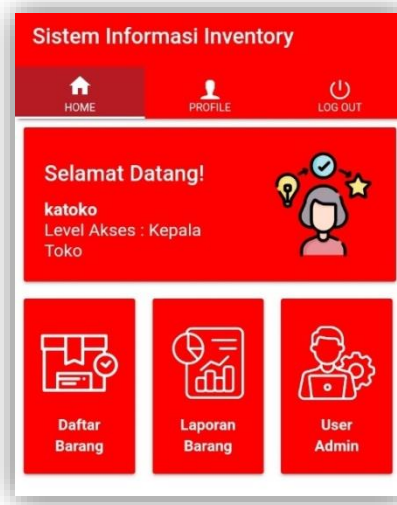 Sistem Informasi Inventory
HOME
PROFILE
LOG OUT
Selamat Datang!
katoko
Level Akses : Kepala
Toko
Daftar
Barang
Laporan
Barang
User
Admin